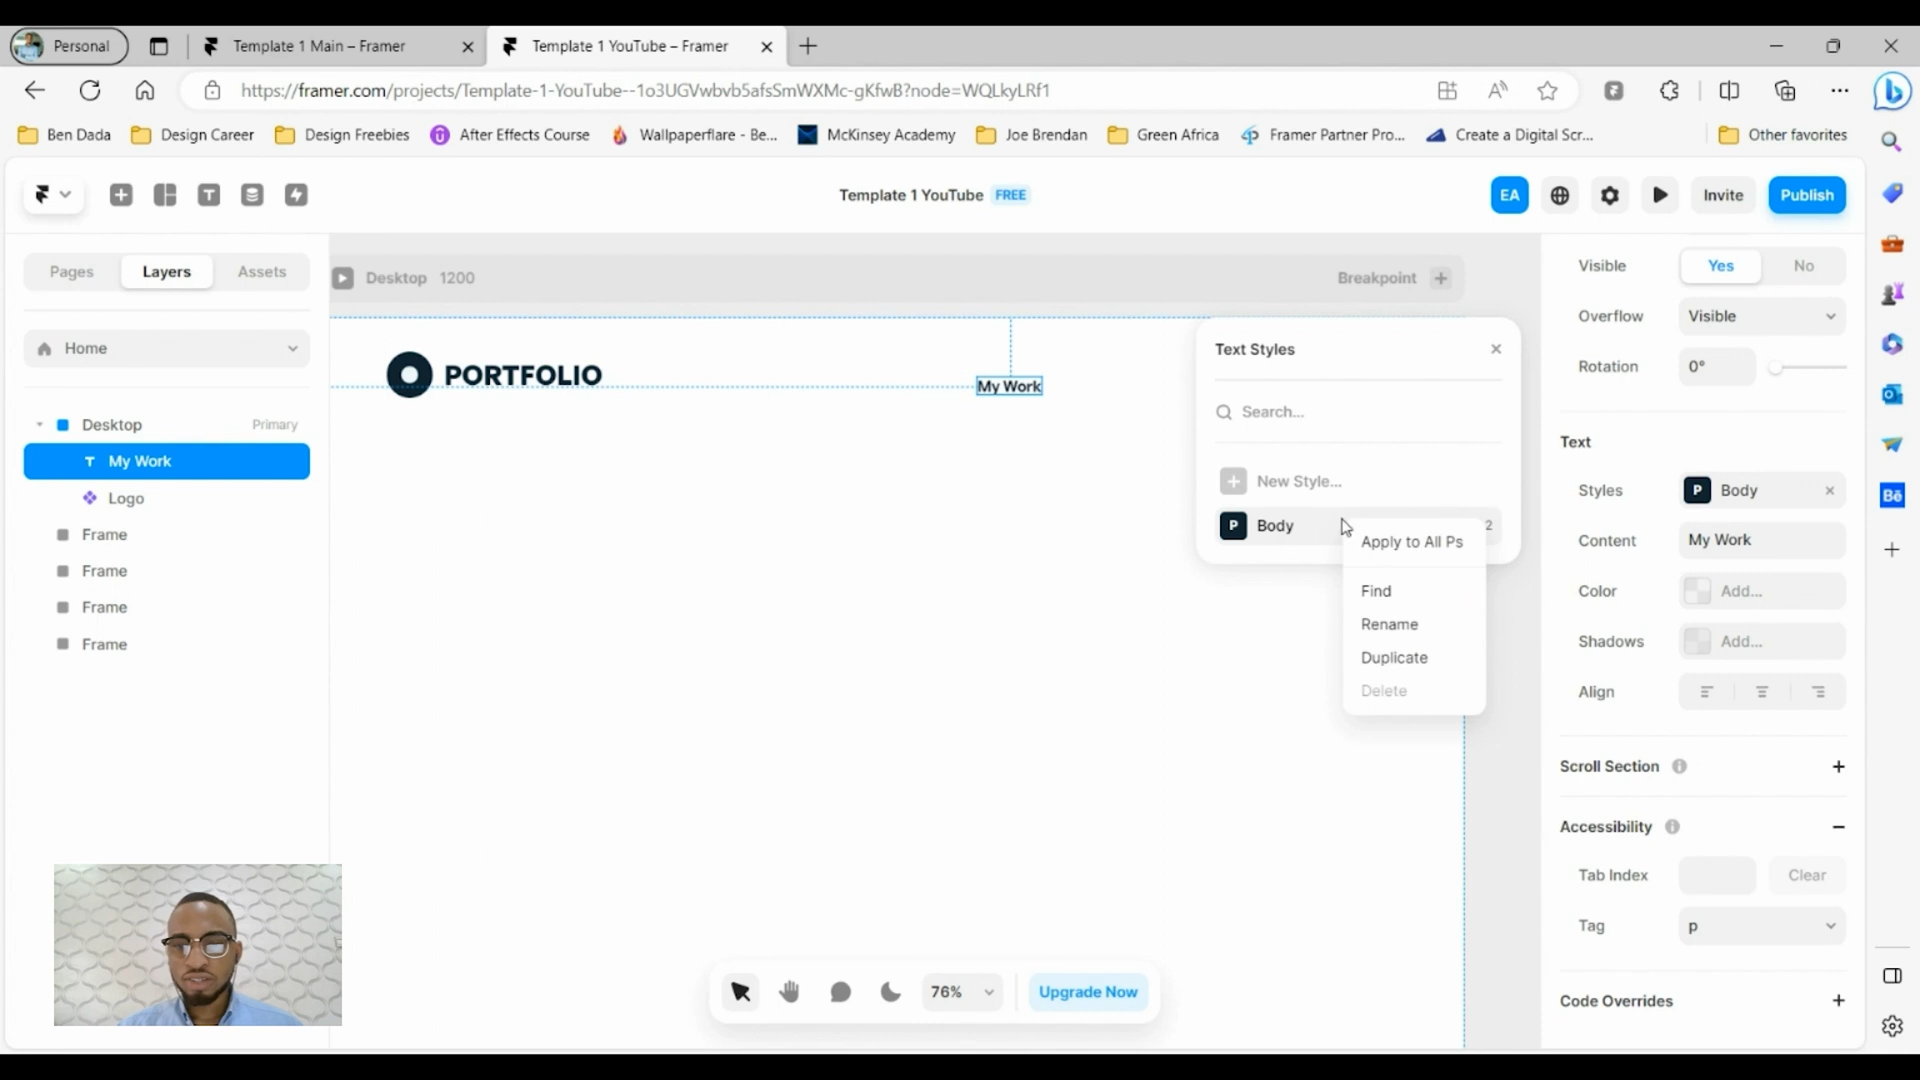 Personal
Template 1 Main – Framer
Template 1 YouTube – Framer
https://framer.com/projects/Template-1-YouTube--1o3UGVwbvb5afsSmWXMc-gKfwB?node=WQLkyLRf1
Ben Dada
Design Career
Design Freebies
After Effects Course
Wallpaperflare - Be...
McKinsey Academy
Joe Brendan
Green Africa
Framer Partner Pro...
Create a Digital Scr...
Other favorites
Template 1 YouTube FREE
EA
Invite
Publish
Pages
Layers
Assets
Home
Desktop
Primary
My Work
Logo
Frame
Frame
Frame
Frame
Desktop 1200
Breakpoint
PORTFOLIO
My Work
Text Styles
Search...
New Style...
P Body
2
Apply to All Ps
Find
Rename
Duplicate
Delete
Visible
Yes
No
Overflow
Visible
Rotation
0°
Text
Styles
P Body
Content
My Work
Color
Add...
Shadows
Add...
Align
Scroll Section
Accessibility
Tab Index
Clear
Tag
p
Code Overrides
76%
Upgrade Now
Bē